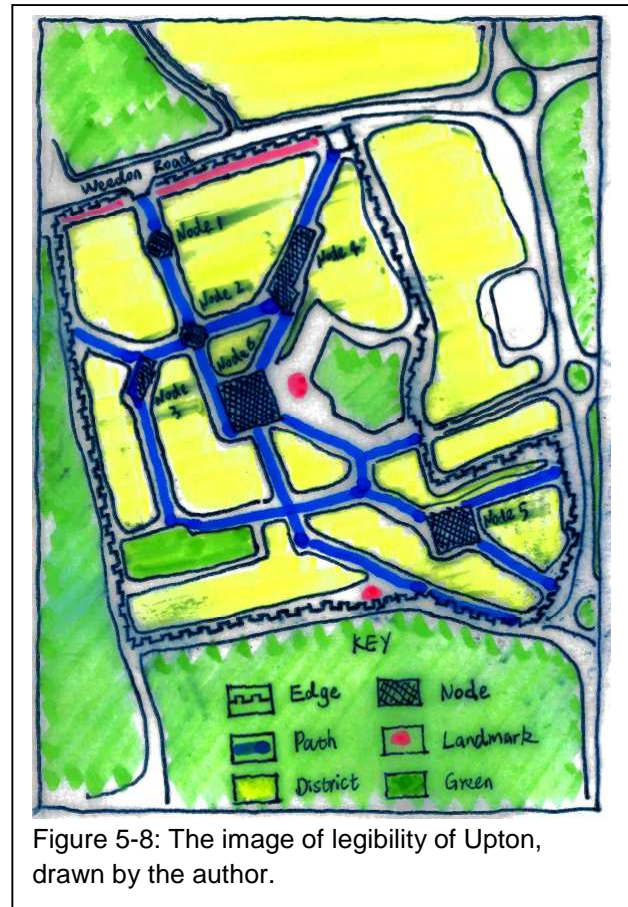 Weedon Road
Node 1
Node 4
Node 2
Node 6
Node 3
Node 5
KEY
Edge
Node
Path
Landmark
District
Green
Figure 5-8: The image of legibility of Upton,
drawn by the author.